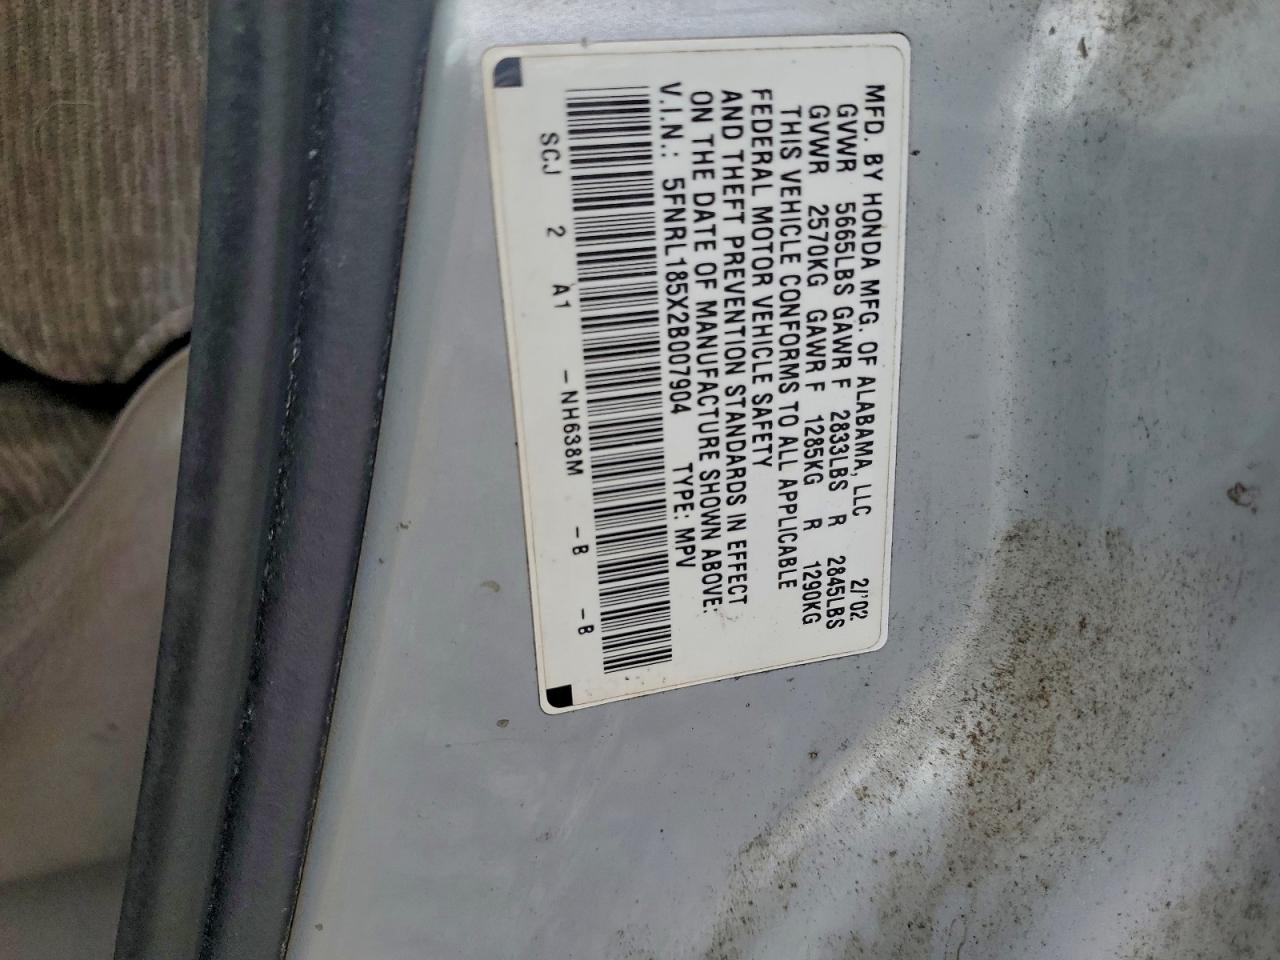 MFD. BY HONDA MFG. OF ALABAMA, LLC 2/'02
GVWR 5665LBS GAWR F 2833LBS R 2845LBS
GVWR 2570KG GAWR F 1285KG R 1290KG
THIS VEHICLE CONFORMS TO ALL APPLICABLE
FEDERAL MOTOR VEHICLE SAFETY
AND THEFT PREVENTION STANDARDS IN EFFECT
ON THE DATE OF MANUFACTURE SHOWN ABOVE.
V.I.N.: 5FNRL185X2B007904 TYPE: MPV
SCJ 2 A1 -NH638M -B -B